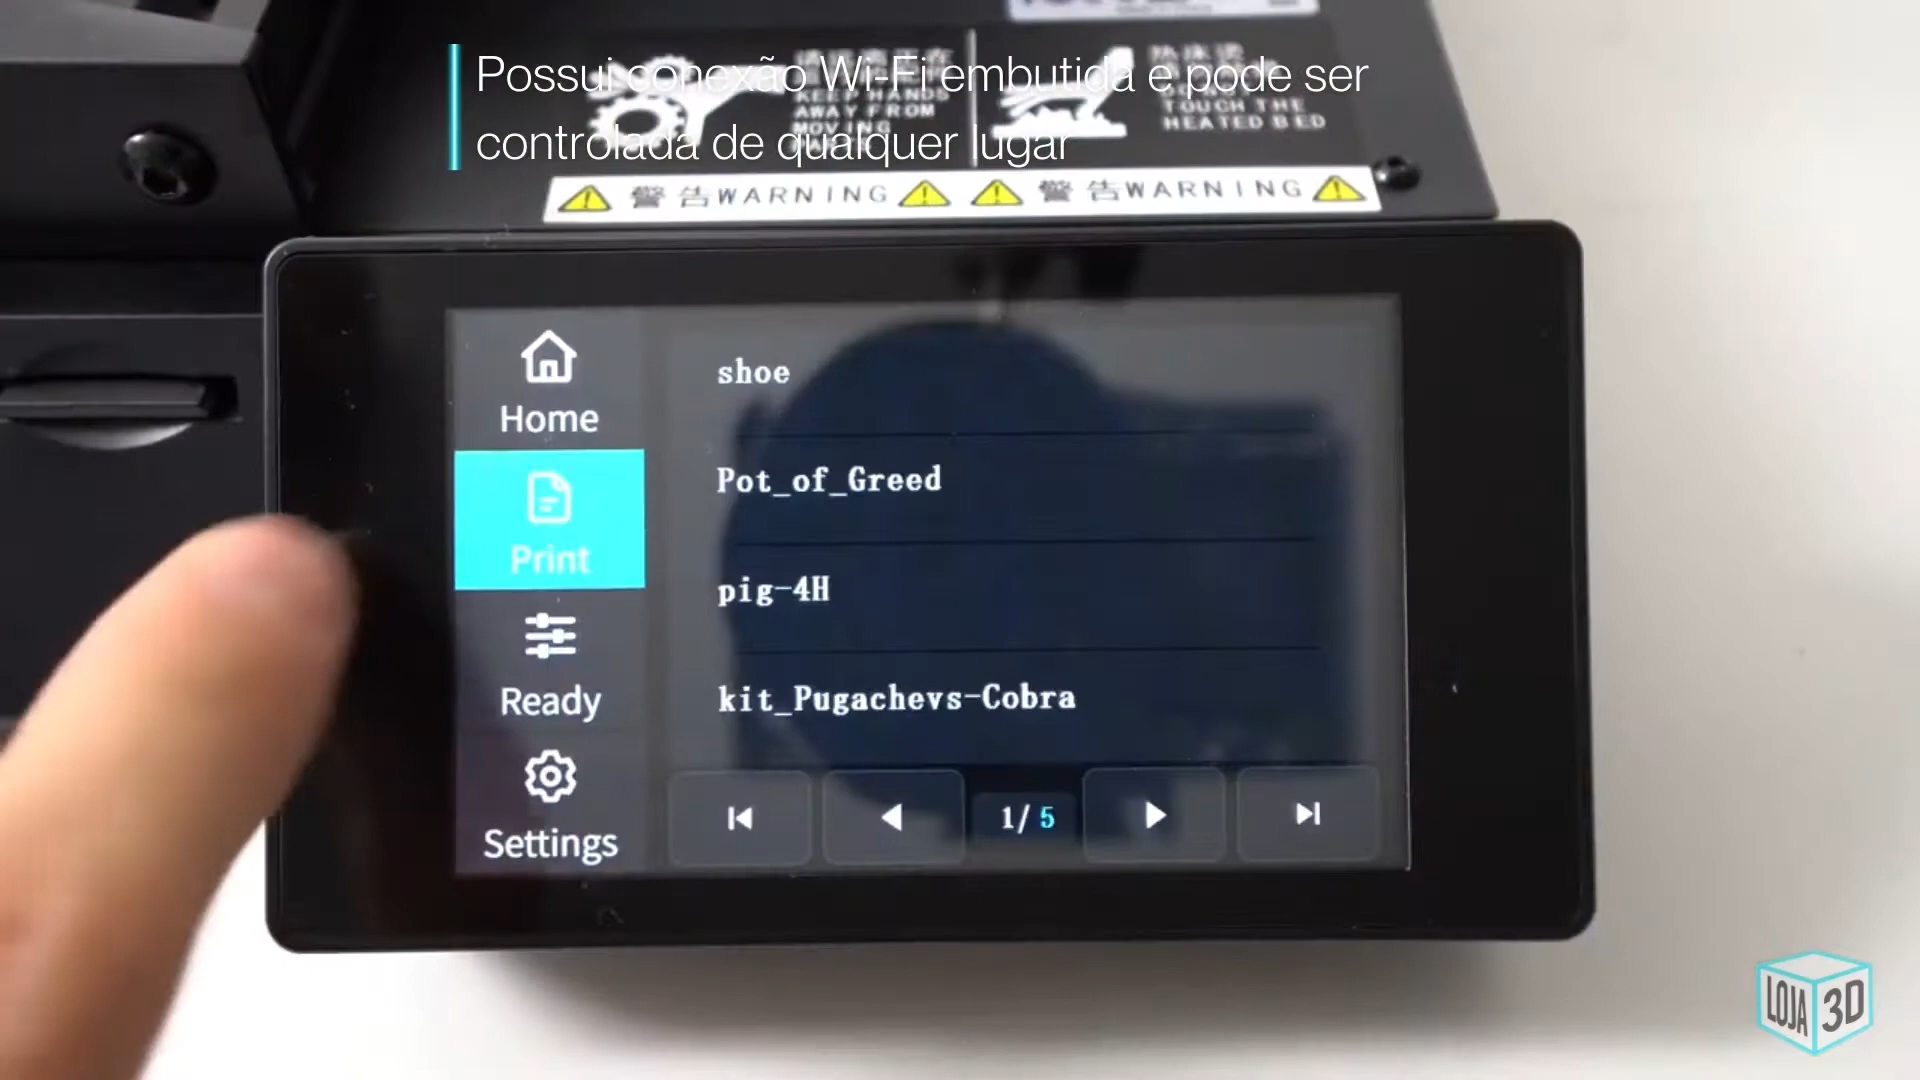 Possui conexão Wi-Fi embutida e pode ser
controlada de qualquer lugar
KEEP HANDS
AWAY FROM
MOVING
TOUCH THE
HEATED BED
警告WARNING
警告WARNING
Home
Print
Ready
Settings
shoe
Pot_of_Greed
pig-4H
kit_Pugachevs-Cobra
1/ 5
LOJA 3D